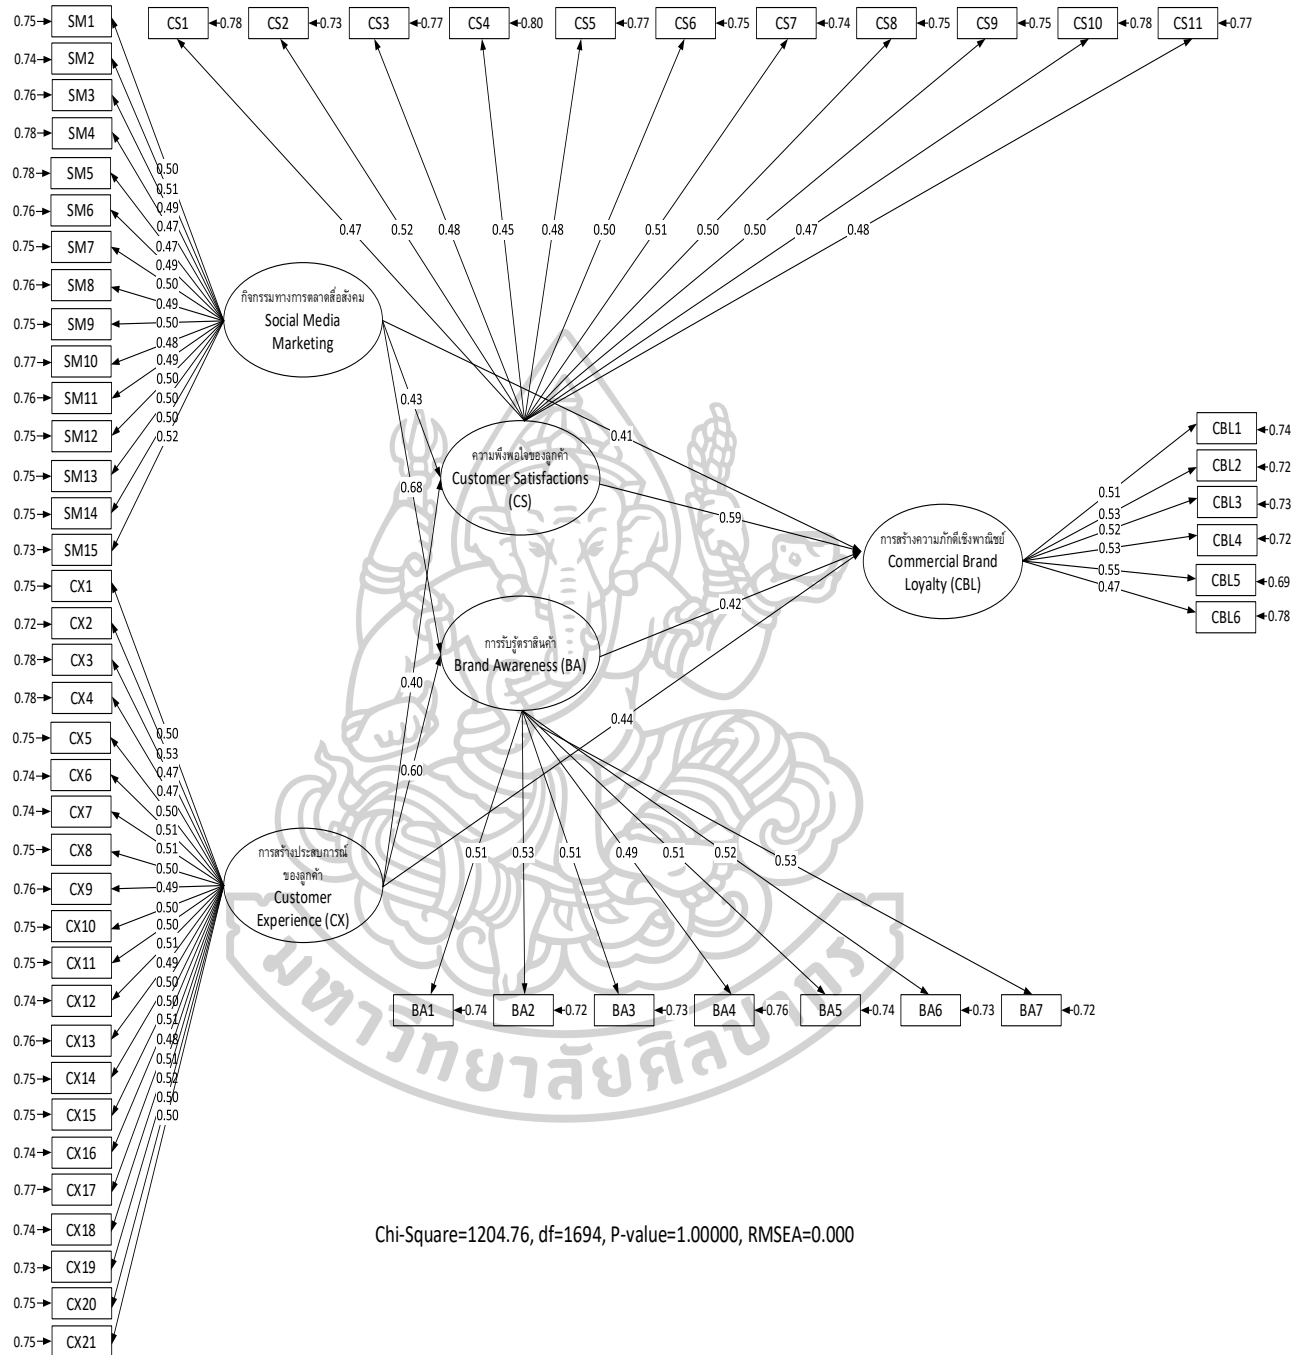 0.75 SM1
0.74 SM2
0.76 SM3
0.78 SM4
0.78 SM5
0.76 SM6
0.75 SM7
0.76 SM8
0.75 SM9
0.77 SM10
0.76 SM11
0.75 SM12
0.75 SM13
0.75 SM14
0.73 SM15
0.75 CX1
0.72 CX2
0.78 CX3
0.78 CX4
0.75 CX5
0.74 CX6
0.74 CX7
0.75 CX8
0.76 CX9
0.75 CX10
0.75 CX11
0.74 CX12
0.76 CX13
0.75 CX14
0.75 CX15
0.74 CX16
0.77 CX17
0.74 CX18
0.73 CX19
0.75 CX20
0.75 CX21
0.50
0.51
0.49
0.47
0.47
0.49
0.50
0.49
0.50
0.48
0.49
0.50
0.50
0.50
0.52
0.50
0.53
0.47
0.47
0.50
0.51
0.51
0.50
0.49
0.50
0.50
0.51
0.49
0.50
0.50
0.51
0.48
0.51
0.52
0.50
0.50
CS1 0.78 CS2 0.73 CS3 0.77 CS4 0.80 CS5 0.77 CS6 0.75 CS7 0.74 CS8 0.75 CS9 0.75 CS10 0.78 CS11 0.77
0.47 0.52 0.48 0.45 0.48 0.50 0.51 0.50 0.50 0.47 0.48
กิจกรรมทางการตลาดสื่อสังคม
Social Media
Marketing
0.43
0.68
0.41
ความพึงพอใจของลูกค้า
Customer Satisfactions
(CS)
0.59
การรับรู้ตราสินค้า
Brand Awareness (BA)
0.42
0.40
0.60
0.44
การสร้างประสบการณ์
ของลูกค้า
Customer
Experience (CX)
การสร้างความภักดีเชิงพาณิชย์
Commercial Brand
Loyalty (CBL)
0.51
0.53
0.52
0.53
0.55
0.47
CBL1 0.74
CBL2 0.72
CBL3 0.73
CBL4 0.72
CBL5 0.69
CBL6 0.78
0.51 0.53 0.51 0.49 0.51 0.52 0.53
BA1 0.74 BA2 0.72 BA3 0.73 BA4 0.76 BA5 0.74 BA6 0.73 BA7 0.72
มหาวิทยาลัยศิลปากร
Chi-Square=1204.76, df=1694, P-value=1.00000, RMSEA=0.000